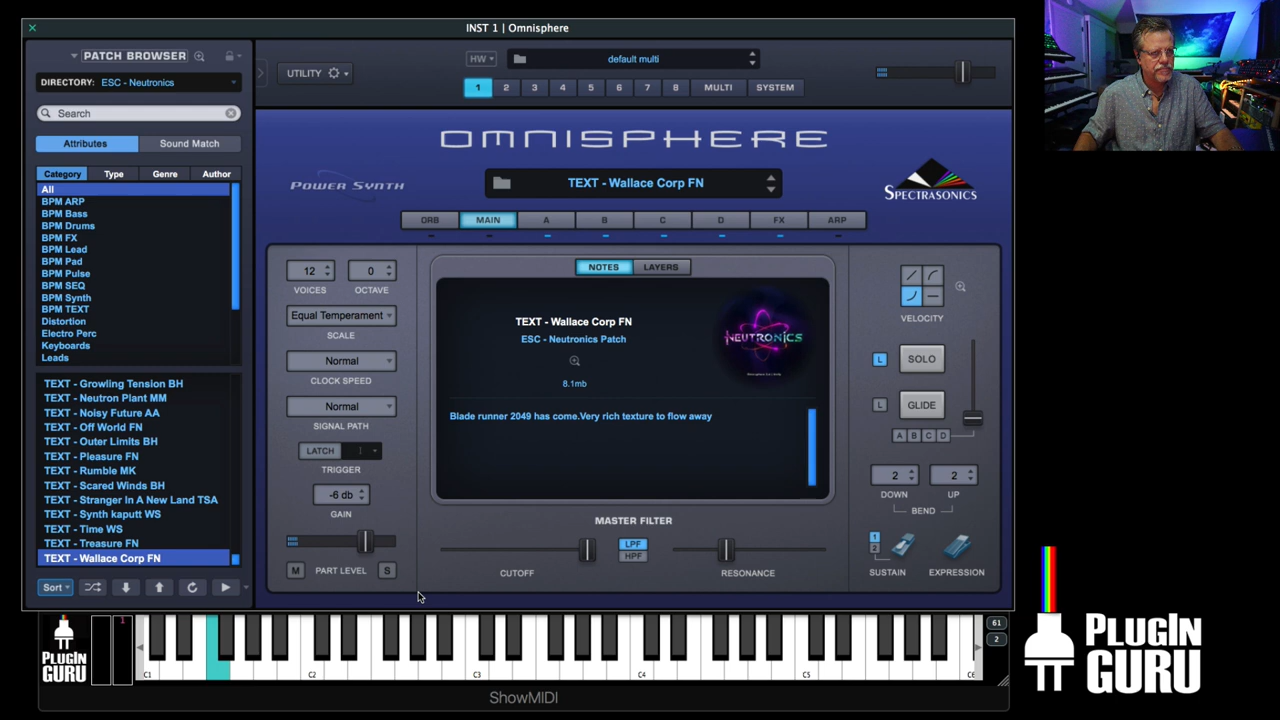 INST 1 | Omnisphere
PATCH BROWSER
DIRECTORY: ESC - Neutronics
Search
Attributes
Sound Match
Category
Type
Genre
Author
All
BPM ARP
BPM Bass
BPM Drums
BPM FX
BPM Lead
BPM Pad
BPM Pulse
BPM SEQ
BPM Synth
BPM TEXT
Distortion
Electro Perc
Keyboards
Leads
TEXT - Growling Tension BH
TEXT - Neutron Plant MM
TEXT - Noisy Future AA
TEXT - Off World FN
TEXT - Outer Limits BH
TEXT - Pleasure FN
TEXT - Rumble MK
TEXT - Scared Winds BH
TEXT - Stranger In A New Land TSA
TEXT - Synth kaputt WS
TEXT - Time WS
TEXT - Treasure FN
TEXT - Wallace Corp FN
Sort
UTILITY
HW
default multi
1 2 3 4 5 6 7 8 MULTI SYSTEM
OMNISPHERE
POWER SYNTH
TEXT - Wallace Corp FN
SPECTRASONICS
ORB MAIN A B C D FX ARP
12
0
VOICES
OCTAVE
Equal Temperament
SCALE
Normal
CLOCK SPEED
Normal
SIGNAL PATH
LATCH
TRIGGER
-6 db
GAIN
M PART LEVEL S
NOTES
LAYERS
TEXT - Wallace Corp FN
ESC - Neutronics Patch
8.1mb
NEUTRONICS
Blade runner 2049 has come.Very rich texture to flow away
MASTER FILTER
LPF
HPF
CUTOFF
RESONANCE
VELOCITY
L SOLO
L GLIDE
A B C D
2
2
DOWN
UP
BEND
1
2
SUSTAIN
EXPRESSION
PLUGIN
GURU
1
C1 C2 C3 C4 C5 C6
61
2
ShowMIDI
PLUGIN
GURU